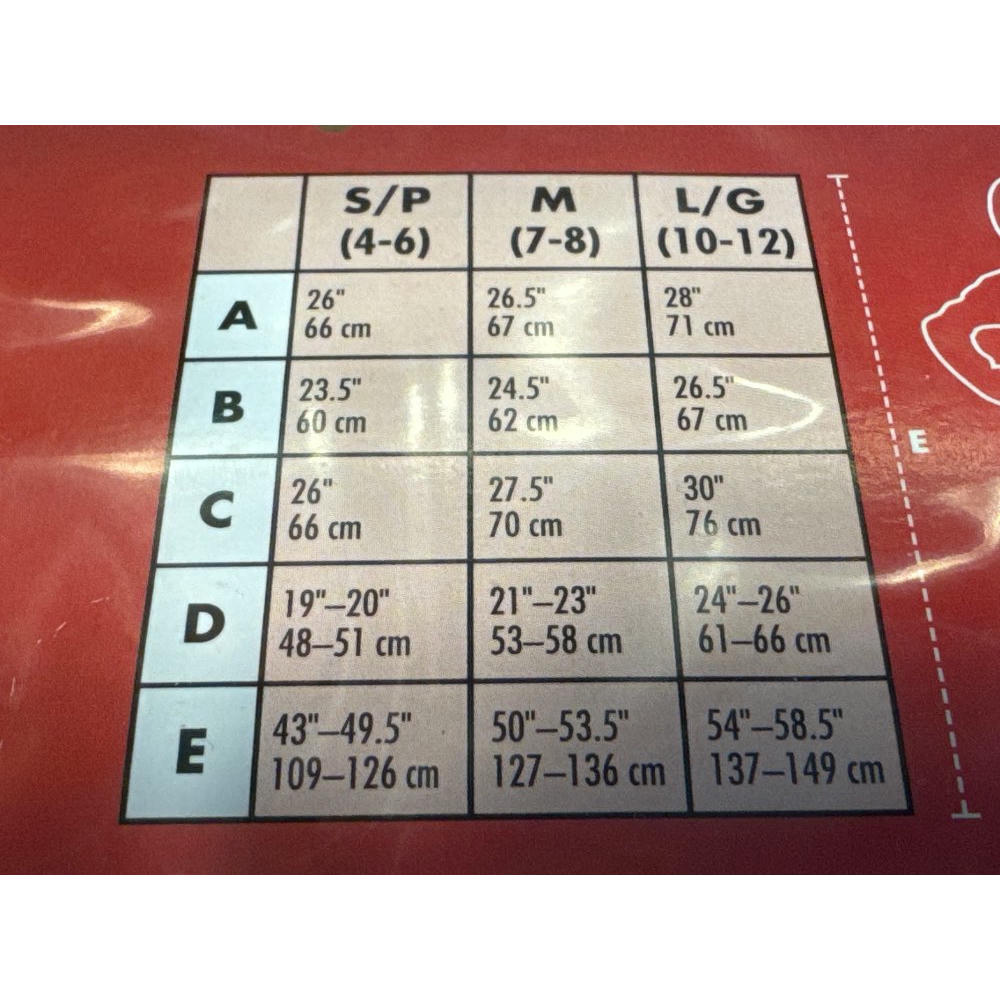 S/P M L/G
(4-6) (7-8) (10-12)
A 26" 26.5" 28"
66 cm 67 cm 71 cm
B 23.5" 24.5" 26.5"
60 cm 62 cm 67 cm
E
C 26" 27.5" 30"
66 cm 70 cm 76 cm
D 19"–20" 21"–23" 24"–26"
48–51 cm 53–58 cm 61–66 cm
E 43"–49.5" 50"–53.5" 54"–58.5"
109–126 cm 127–136 cm 137–149 cm